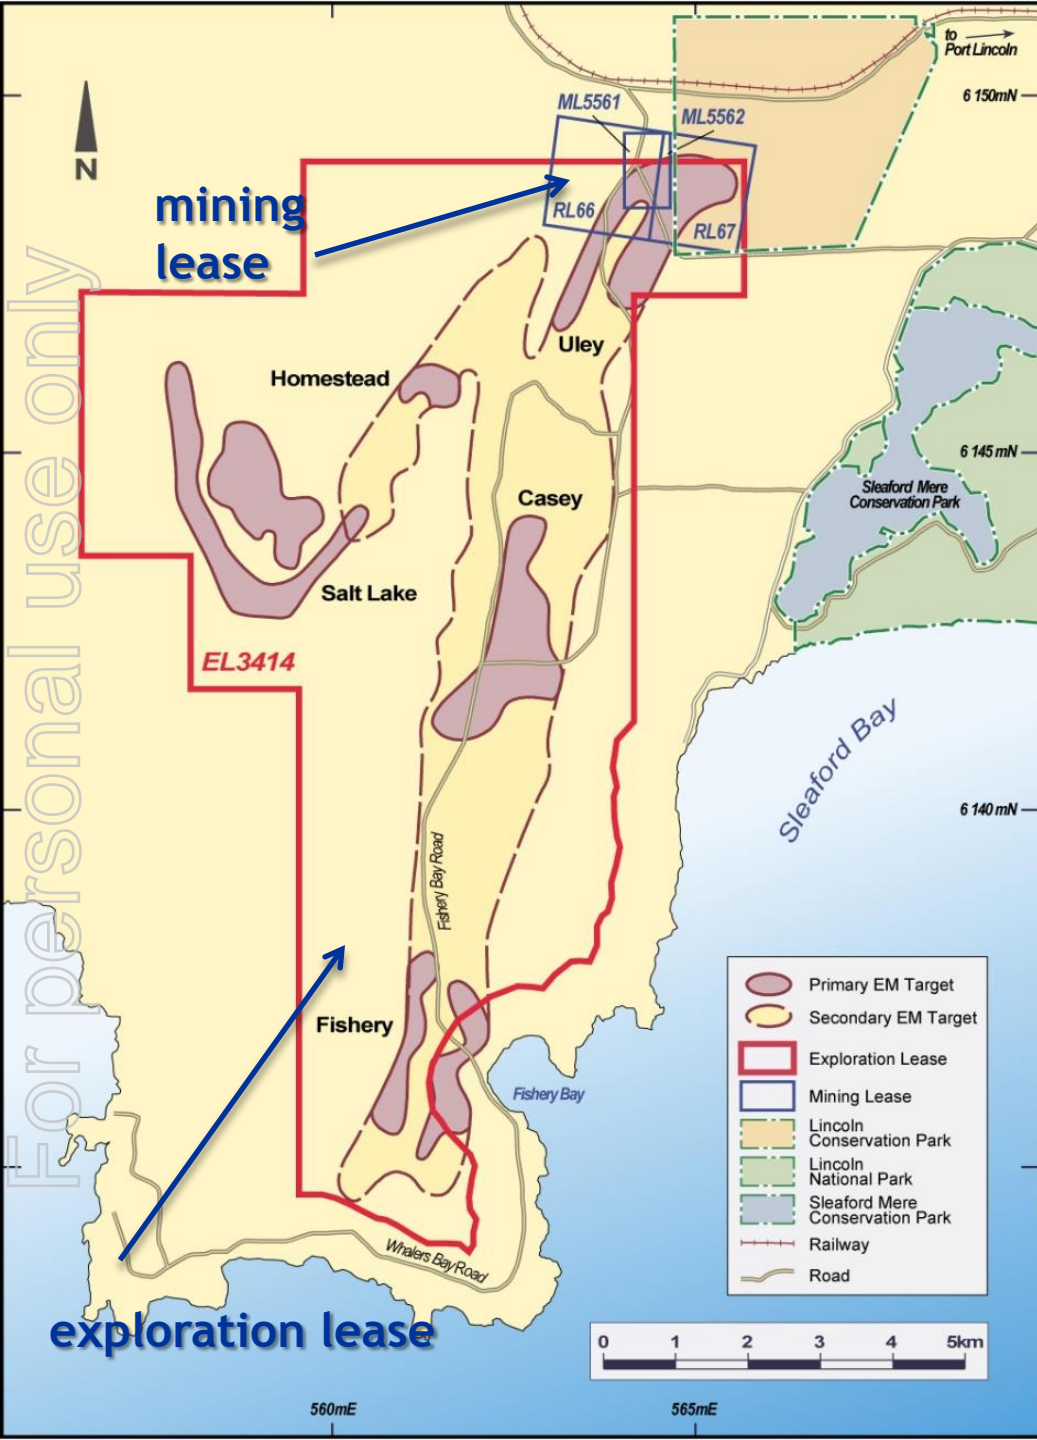 to
Port Lincoln
6 150mN
ML5561
ML5562
N
mining
lease
RL66
RL67
Uley
Homestead
6 145 mN
Casey
Sleaford Mere
Conservation Park
Salt Lake
EL3414
Sleaford Bay
6 140 mN
Fishery Bay Road
For personal use only
Fishery
Fishery Bay
Primary EM Target
Secondary EM Target
Exploration Lease
Mining Lease
Lincoln
Conservation Park
Lincoln
National Park
Sleaford Mere
Conservation Park
Railway
Road
Whalers Bay Road
exploration lease
0 1 2 3 4 5km
560mE
565mE